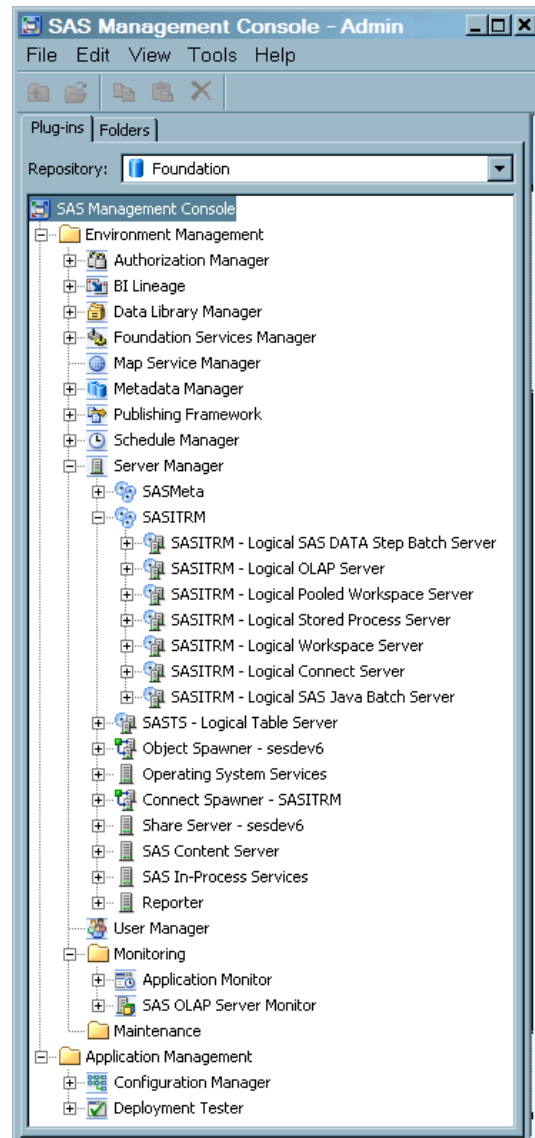 SAS Management Console - Admin
File Edit View Tools Help
Plug-ins Folders
Repository: Foundation
SAS Management Console
Environment Management
Authorization Manager
BI Lineage
Data Library Manager
Foundation Services Manager
Map Service Manager
Metadata Manager
Publishing Framework
Schedule Manager
Server Manager
SASMeta
SASITRM
SASITRM - Logical SAS DATA Step Batch Server
SASITRM - Logical OLAP Server
SASITRM - Logical Pooled Workspace Server
SASITRM - Logical Stored Process Server
SASITRM - Logical Workspace Server
SASITRM - Logical Connect Server
SASITRM - Logical SAS Java Batch Server
SASTS - Logical Table Server
Object Spawner - sesdev6
Operating System Services
Connect Spawner - SASITRM
Share Server - sesdev6
SAS Content Server
SAS In-Process Services
Reporter
User Manager
Monitoring
Application Monitor
SAS OLAP Server Monitor
Maintenance
Application Management
Configuration Manager
Deployment Tester